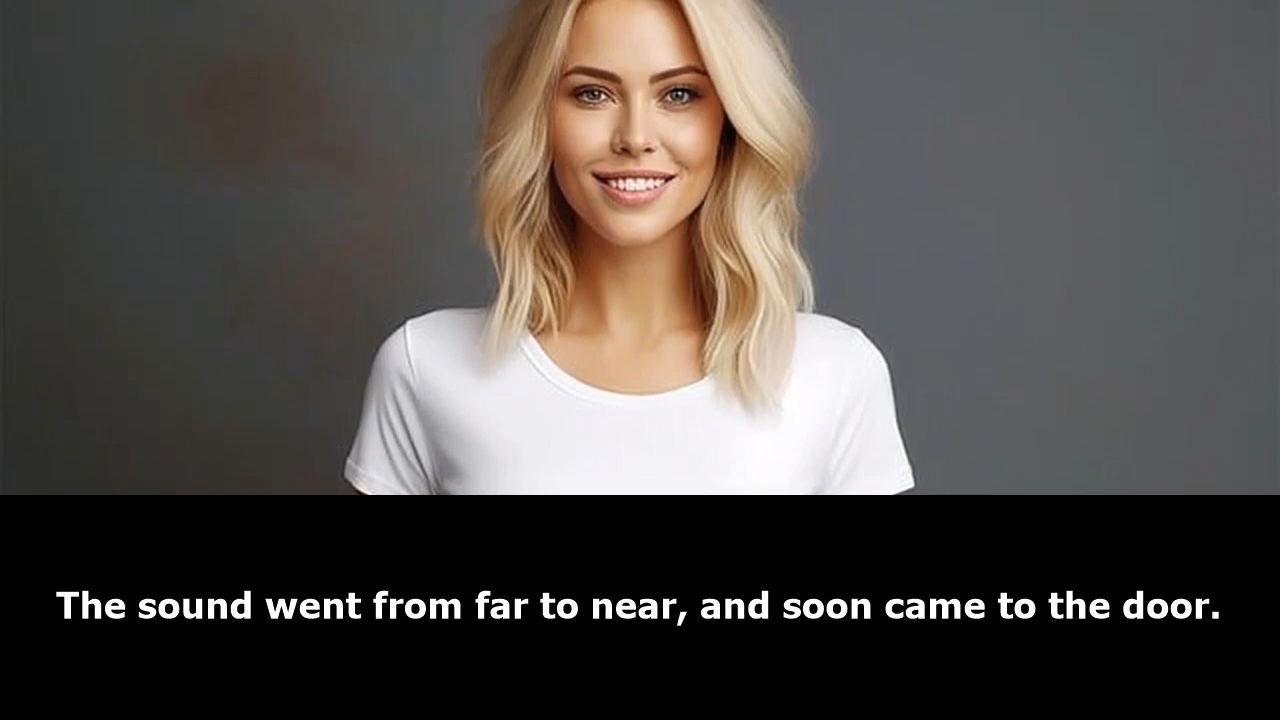 The sound went from far to near, and soon came to the door.